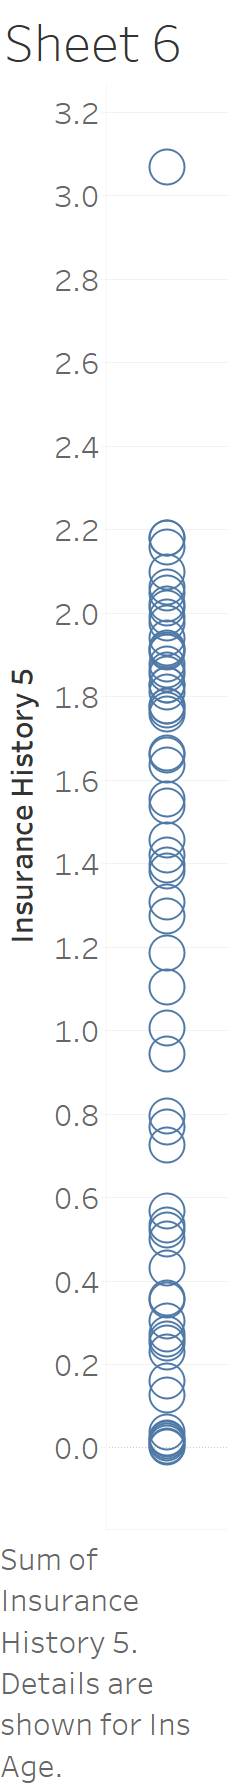 Sheet 6
3.2
3.0
2.8
2.6
2.4
2.2
2.0
1.8
1.6
1.4
1.2
1.0
0.8
0.6
0.4
0.2
0.0
Insurance History 5
Sum of
Insurance
History 5.
Details are
shown for Ins
Age.